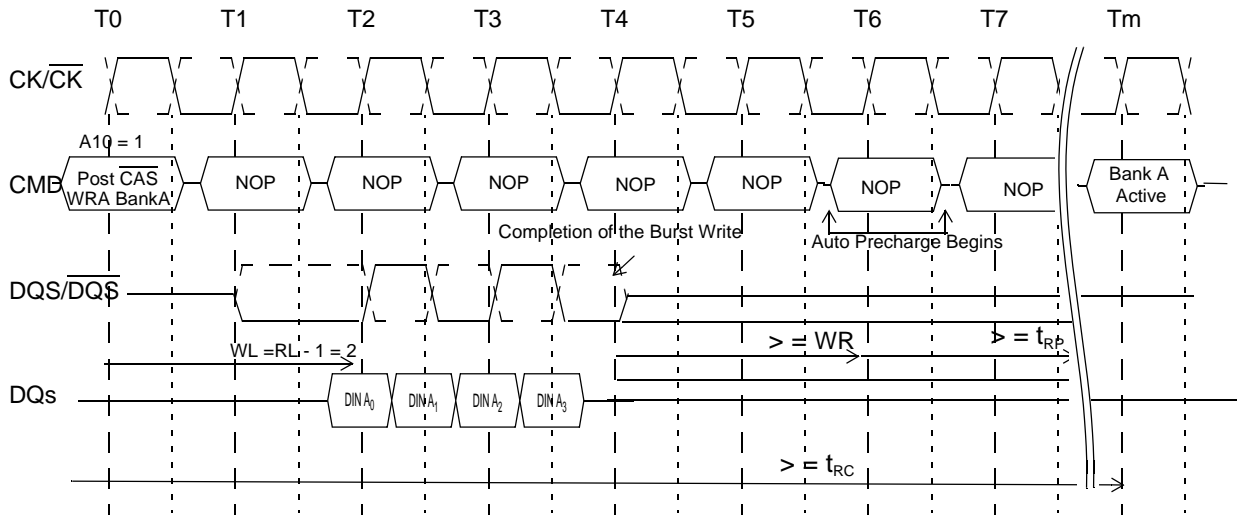 T0 T1 T2 T3 T4 T5 T6 T7 Tm
CK/CK
A10 = 1
CMD
Post CAS
WRA BankA
NOP NOP NOP NOP NOP NOP NOP
Bank A
Active
Completion of the Burst Write
Auto Precharge Begins
DQS/DQS
WL =RL - 1 = 2
> = WR
> = tRP
DQs
DIN A0 DIN A1 DIN A2 DIN A3
> = tRC